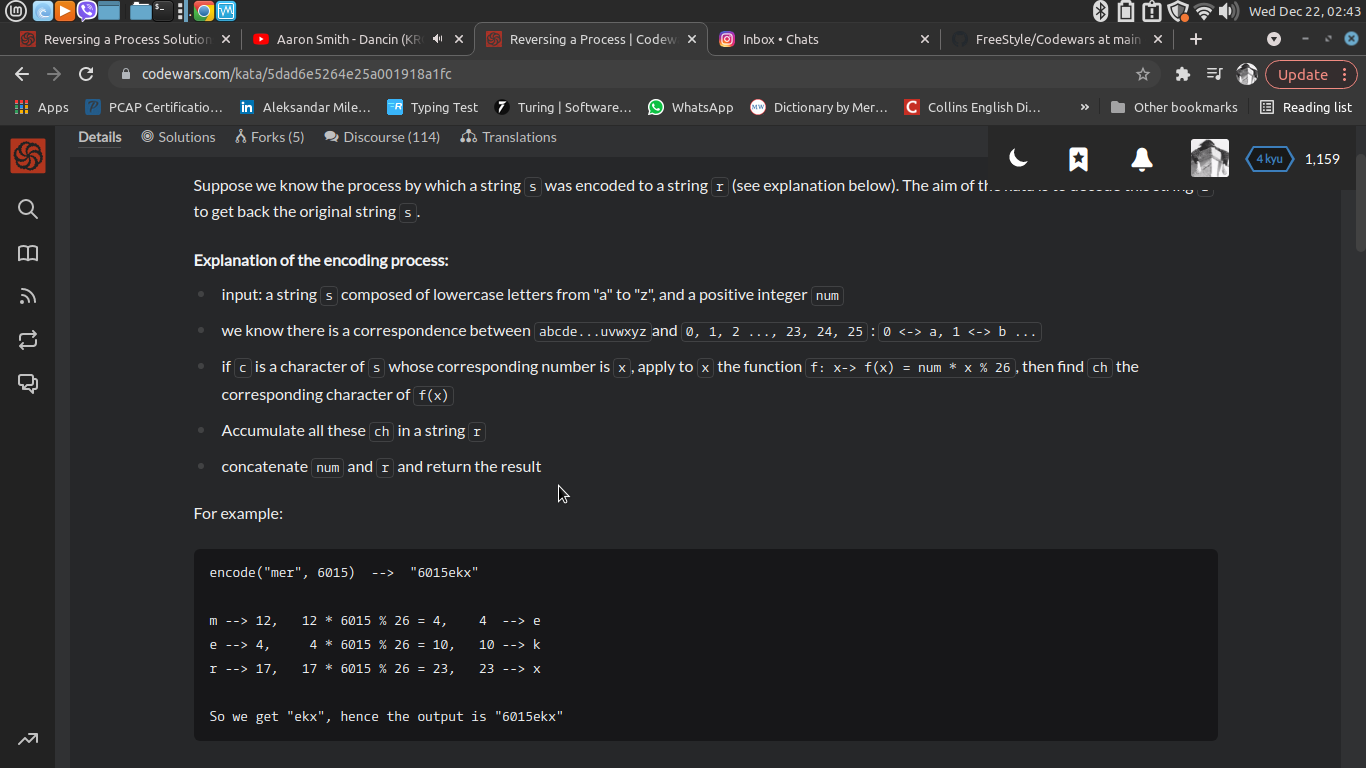 Wed Dec 22, 02:43
Reversing a Process Solution
Aaron Smith - Dancin (KR
Reversing a Process | Codew
Inbox • Chats
FreeStyle/Codewars at main
codewars.com/kata/5dad6e5264e25a001918a1fc
Update
Apps
PCAP Certificatio...
Aleksandar Mile...
Typing Test
Turing | Software...
WhatsApp
Dictionary by Mer...
Collins English Di...
»
Other bookmarks
Reading list
Details
Solutions
Forks (5)
Discourse (114)
Translations
4 kyu
1,159
Suppose we know the process by which a string s was encoded to a string r (see explanation below). The aim of
to get back the original string s.
Explanation of the encoding process:
input: a string s composed of lowercase letters from "a" to "z", and a positive integer num
we know there is a correspondence between abcde...uvwxyz and 0, 1, 2 ..., 23, 24, 25 : 0 <-> a, 1 <-> b ...
if c is a character of s whose corresponding number is x, apply to x the function f: x-> f(x) = num * x % 26, then find ch the
corresponding character of f(x)
Accumulate all these ch in a string r
concatenate num and r and return the result
For example:
encode("mer", 6015) --> "6015ekx"
m --> 12, 12 * 6015 % 26 = 4, 4 --> e
e --> 4, 4 * 6015 % 26 = 10, 10 --> k
r --> 17, 17 * 6015 % 26 = 23, 23 --> x
So we get "ekx", hence the output is "6015ekx"